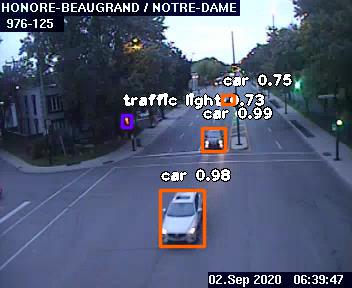 HONORE-BEAUGRAND / NOTRE-DAME
976-125
car 0.75
traffic light 0.73
car 0.99
car 0.98
02.Sep 2020 06:39:47